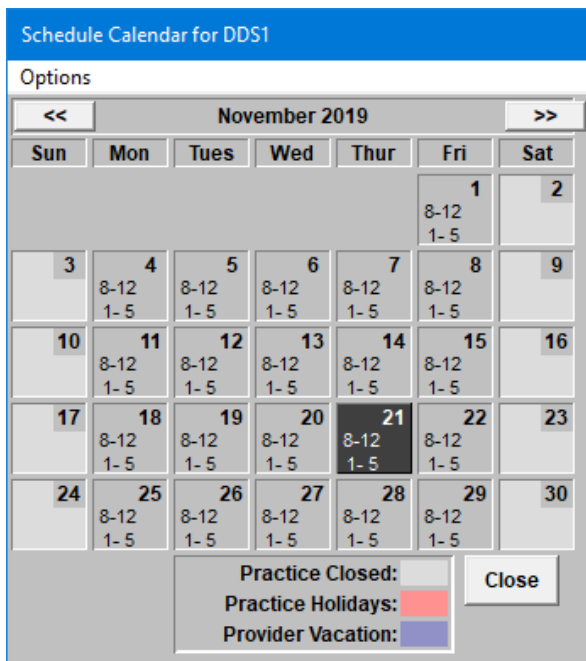 Schedule Calendar for DDS1
Options
<< November 2019 >>
Sun Mon Tues Wed Thur Fri Sat
1 2
8-12
1- 5
3 4 5 6 7 8 9
8-12 8-12 8-12 8-12 8-12
1- 5 1- 5 1- 5 1- 5 1- 5
10 11 12 13 14 15 16
8-12 8-12 8-12 8-12 8-12
1- 5 1- 5 1- 5 1- 5 1- 5
17 18 19 20 21 22 23
8-12 8-12 8-12 8-12 8-12
1- 5 1- 5 1- 5 1- 5 1- 5
24 25 26 27 28 29 30
8-12 8-12 8-12 8-12 8-12
1- 5 1- 5 1- 5 1- 5 1- 5
Practice Closed: Close
Practice Holidays:
Provider Vacation: